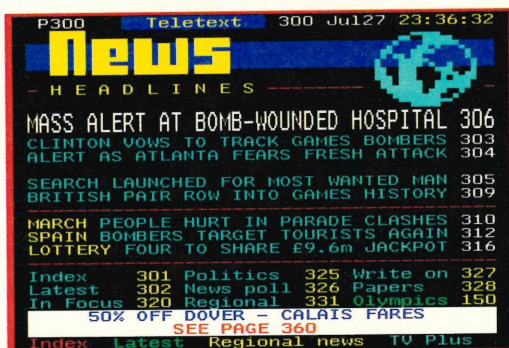 P300 Teletext 300 Jul27 23:36:32
News
HEADLINES
MASS ALERT AT BOMB-WOUNDED HOSPITAL 306
CLINTON VOWS TO TRACK GAMES BOMBERS 303
ALERT AS ATLANTA FEARS FRESH ATTACK 304
SEARCH LAUNCHED FOR MOST WANTED MAN 305
BRITISH PAIR ROW INTO GAMES HISTORY 309
MARCH PEOPLE HURT IN PARADE CLASHES 310
SPAIN BOMBERS TARGET TOURISTS AGAIN 312
LOTTERY FOUR TO SHARE £9.6m JACKPOT 316
Index 301 Politics 325 Write on 327
Latest 302 News poll 326 Papers 328
In Focus 320 Regional 331 Olympics 150
50% OFF DOVER - CALAIS FARES
SEE PAGE 360
Index Latest Regional news TV Plus